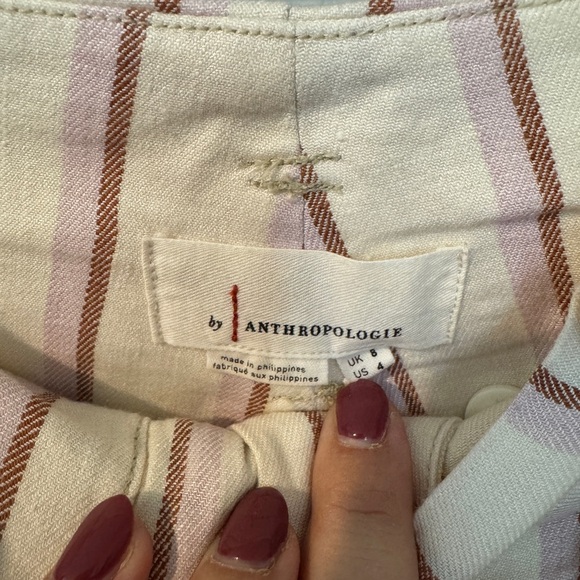 by ANTHROPOLOGIE
made in philippines
fabriqué aux philippines
UK 8
US 4